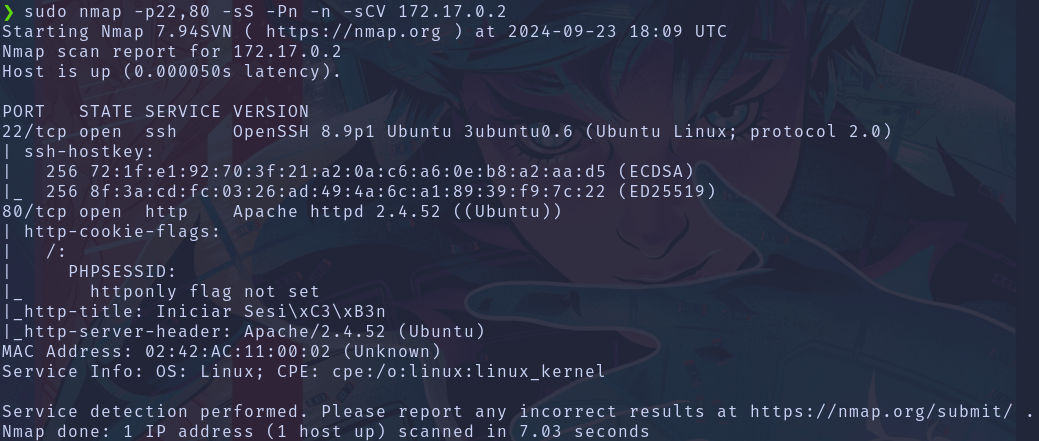 ❯ sudo nmap -p22,80 -sS -Pn -n -sCV 172.17.0.2
Starting Nmap 7.94SVN ( https://nmap.org ) at 2024-09-23 18:09 UTC
Nmap scan report for 172.17.0.2
Host is up (0.000050s latency).

PORT   STATE SERVICE VERSION
22/tcp open  ssh     OpenSSH 8.9p1 Ubuntu 3ubuntu0.6 (Ubuntu Linux; protocol 2.0)
| ssh-hostkey:
|   256 72:1f:e1:92:70:3f:21:a2:0a:c6:a6:0e:b8:a2:aa:d5 (ECDSA)
|_  256 8f:3a:cd:fc:03:26:ad:49:4a:6c:a1:89:39:f9:7c:22 (ED25519)
80/tcp open  http    Apache httpd 2.4.52 ((Ubuntu))
| http-cookie-flags:
|   /:
|     PHPSESSID:
|_      httponly flag not set
|_http-title: Iniciar Sesi\xC3\xB3n
|_http-server-header: Apache/2.4.52 (Ubuntu)
MAC Address: 02:42:AC:11:00:02 (Unknown)
Service Info: OS: Linux; CPE: cpe:/o:linux:linux_kernel

Service detection performed. Please report any incorrect results at https://nmap.org/submit/ .
Nmap done: 1 IP address (1 host up) scanned in 7.03 seconds